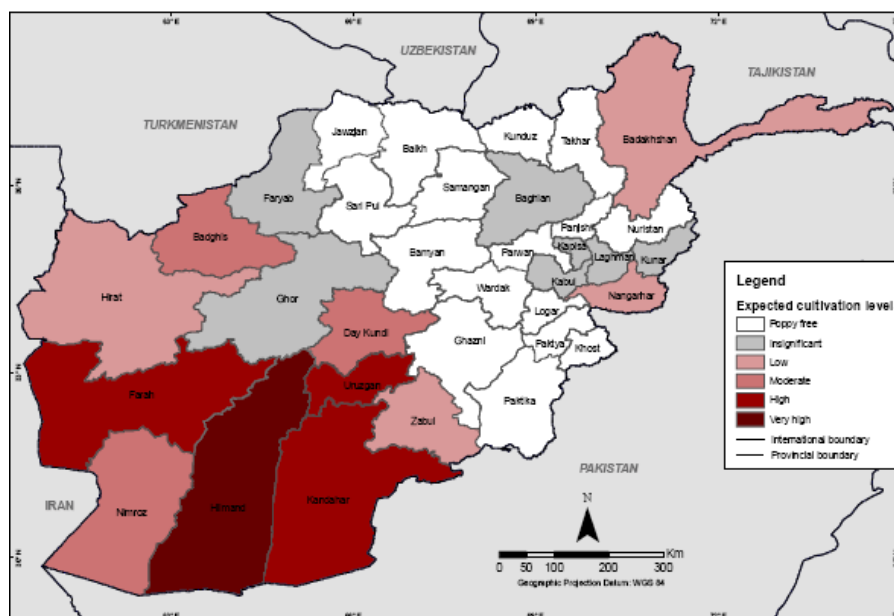 UZBEKISTAN
TAJIKISTAN
TURKMENISTAN
Jawzjan
Balkh
Kunduz
Takhar
Badakhshan
Faryab
Sari Pul
Samangan
Baghlan
Badghis
Panjshi
Nuristan
Bamyan
Parwan
Kapisa
Laghman
Kunar
Hirat
Ghor
Kabul
Wardak
Nangarhar
Day Kundi
Logar
Ghazni
Paktya
Khost
Farah
Uruzgan
Zabul
Paktika
Nimroz
Hilmand
Kandahar
IRAN
PAKISTAN
Legend
Expected cultivation level
Poppy free
Insignificant
Low
Moderate
High
Very high
International boundary
Provincial boundary
N
0 50 100 200 300 Km
Geographic Projection Datum: WGS 84